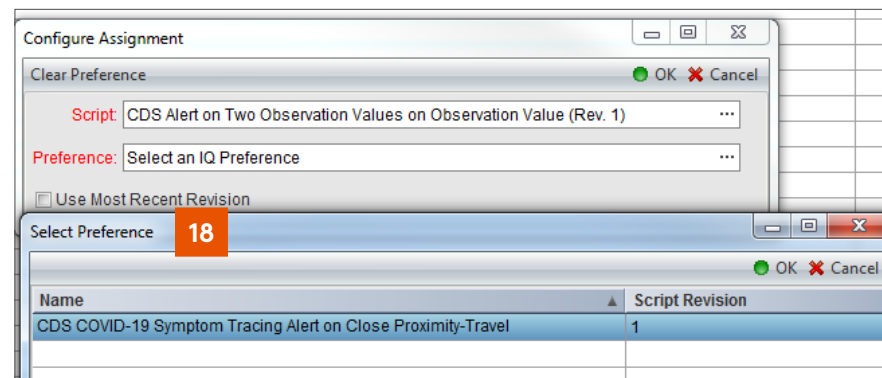 Configure Assignment
Clear Preference OK Cancel
Script: CDS Alert on Two Observation Values on Observation Value (Rev. 1) ...
Preference: Select an IQ Preference ...
Use Most Recent Revision
Select Preference 18
OK Cancel
Name Script Revision
CDS COVID-19 Symptom Tracing Alert on Close Proximity-Travel 1